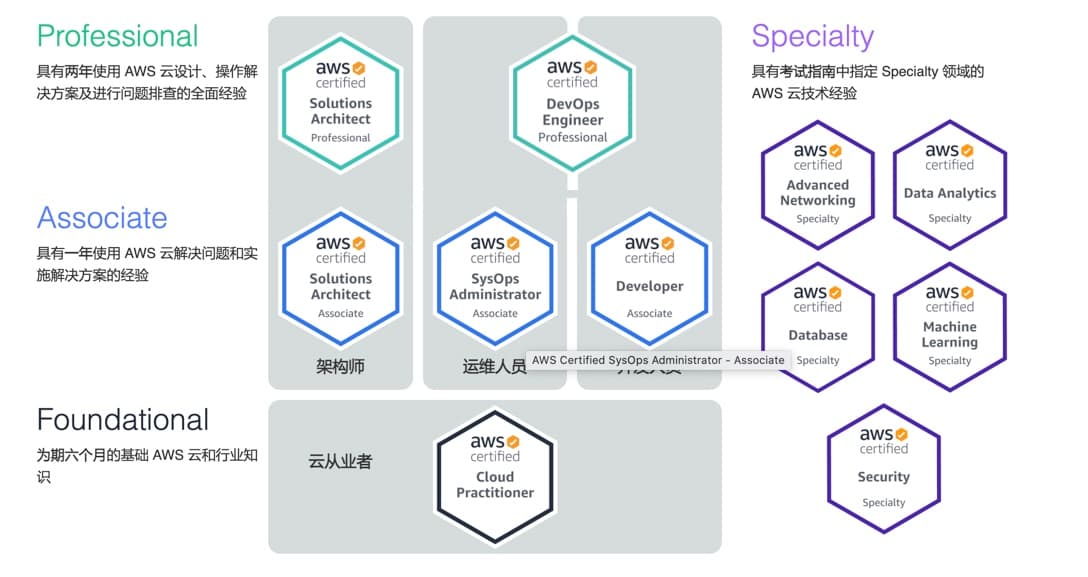 Professional
具有两年使用 AWS 云设计、操作解
决方案及进行问题排查的全面经验
aws
certified
Solutions
Architect
Professional
aws
certified
DevOps
Engineer
Professional
Associate
具有一年使用 AWS 云解决问题和实
施解决方案的经验
aws
certified
Solutions
Architect
Associate
架构师
aws
certified
SysOps
Administrator
Associate
运维人员
aws
certified
Developer
Associate
AWS Certified SysOps Administrator - Associate
Foundational
为期六个月的基础 AWS 云和行业知
识
云从业者
aws
certified
Cloud
Practitioner
Specialty
具有考试指南中指定 Specialty 领域的
AWS 云技术经验
aws
certified
Advanced
Networking
Specialty
aws
certified
Data Analytics
Specialty
aws
certified
Database
Specialty
aws
certified
Machine
Learning
Specialty
aws
certified
Security
Specialty